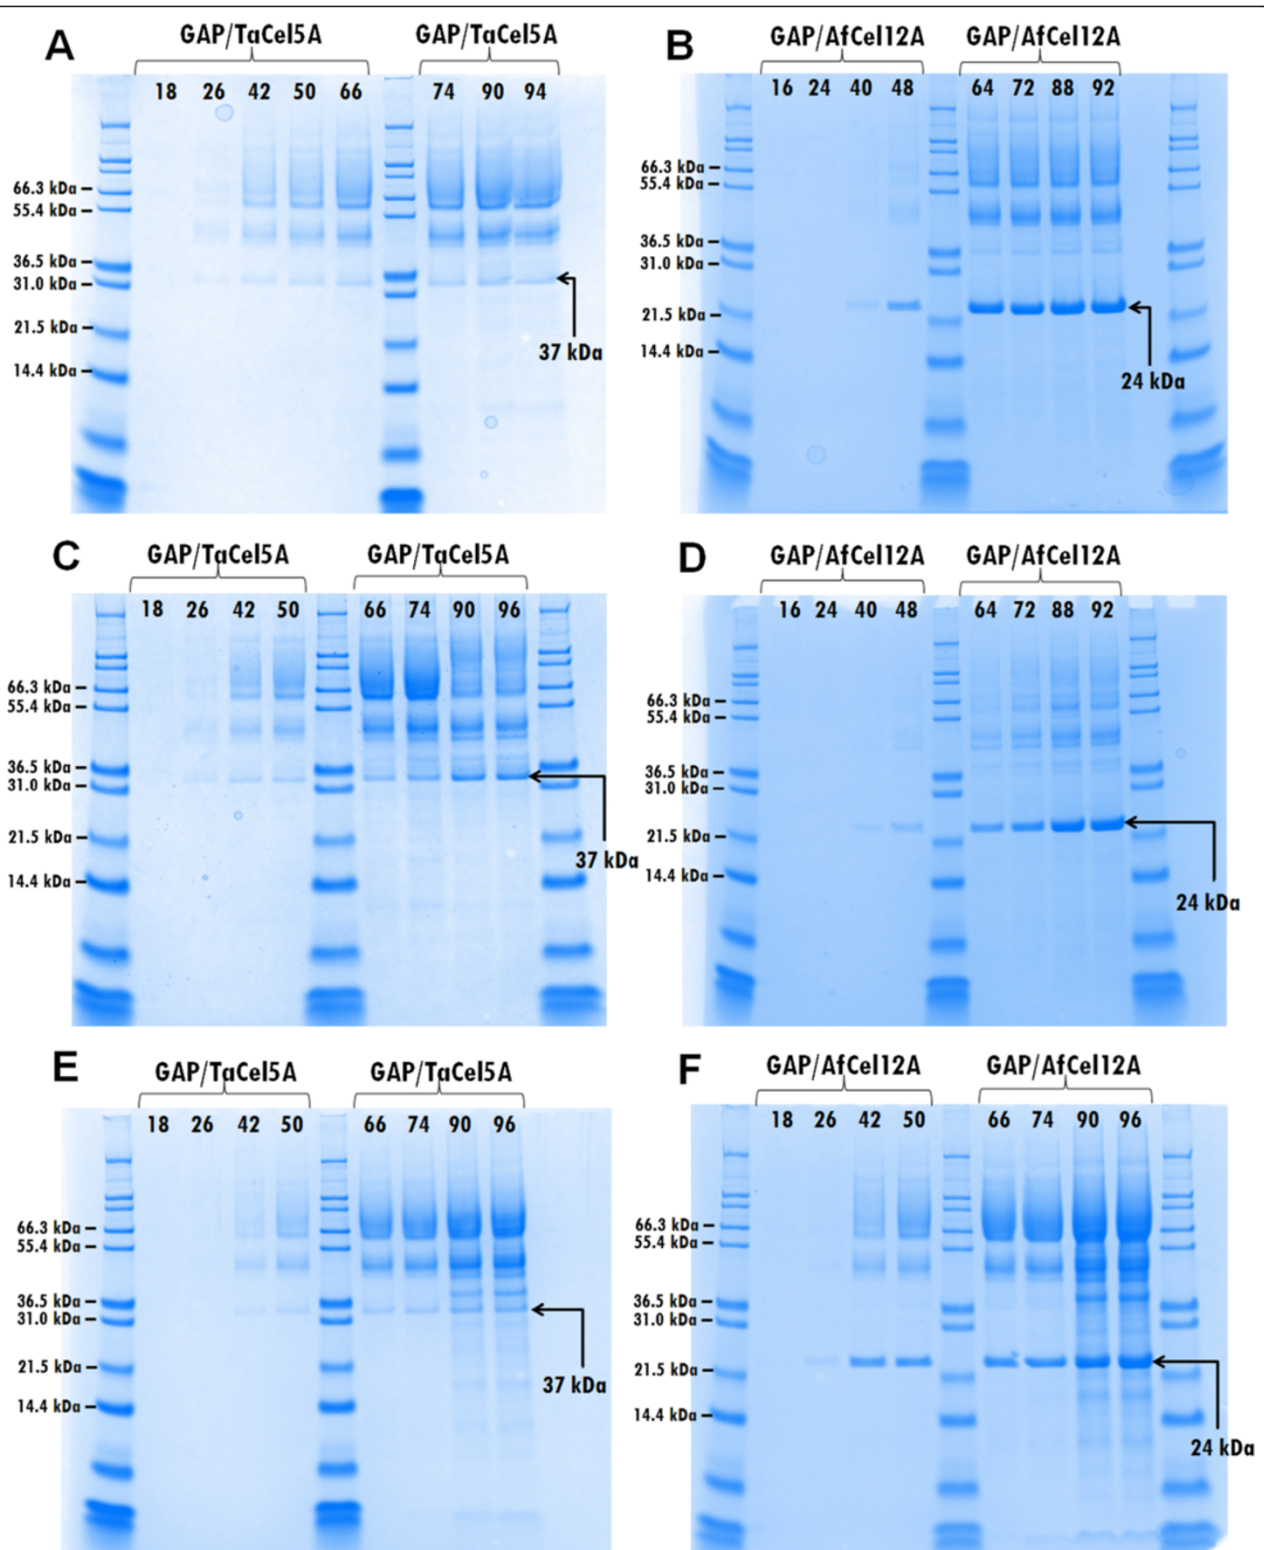 A
GAP/TaCel5A
GAP/TaCel5A
18 26 42 50 66
74 90 94
66.3 kDa
55.4 kDa
36.5 kDa
31.0 kDa
21.5 kDa
14.4 kDa
37 kDa
B
GAP/AfCel12A
GAP/AfCel12A
16 24 40 48
64 72 88 92
66.3 kDa
55.4 kDa
36.5 kDa
31.0 kDa
21.5 kDa
14.4 kDa
24 kDa
C
GAP/TaCel5A
GAP/TaCel5A
18 26 42 50
66 74 90 96
66.3 kDa
55.4 kDa
36.5 kDa
31.0 kDa
21.5 kDa
14.4 kDa
37 kDa
D
GAP/AfCel12A
GAP/AfCel12A
16 24 40 48
64 72 88 92
66.3 kDa
55.4 kDa
36.5 kDa
31.0 kDa
21.5 kDa
14.4 kDa
24 kDa
E
GAP/TaCel5A
GAP/TaCel5A
18 26 42 50
66 74 90 96
66.3 kDa
55.4 kDa
36.5 kDa
31.0 kDa
21.5 kDa
14.4 kDa
37 kDa
F
GAP/AfCel12A
GAP/AfCel12A
18 26 42 50
66 74 90 96
66.3 kDa
55.4 kDa
36.5 kDa
31.0 kDa
21.5 kDa
14.4 kDa
24 kDa